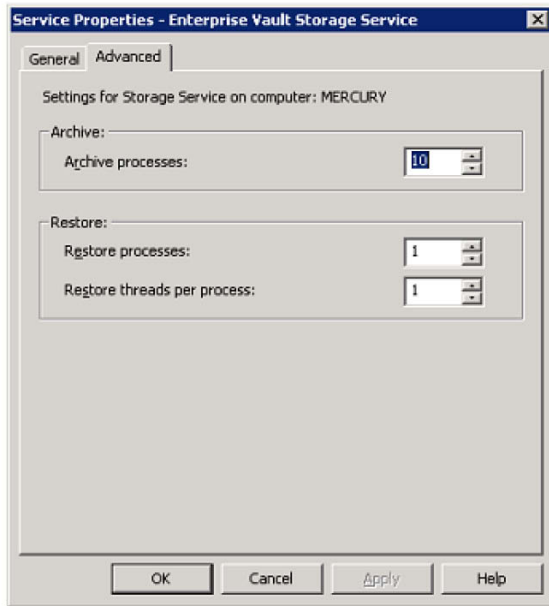 Service Properties - Enterprise Vault Storage Service
General Advanced
Settings for Storage Service on computer: MERCURY
Archive:
Archive processes: 10
Restore:
Restore processes: 1
Restore threads per process: 1
OK Cancel Apply Help